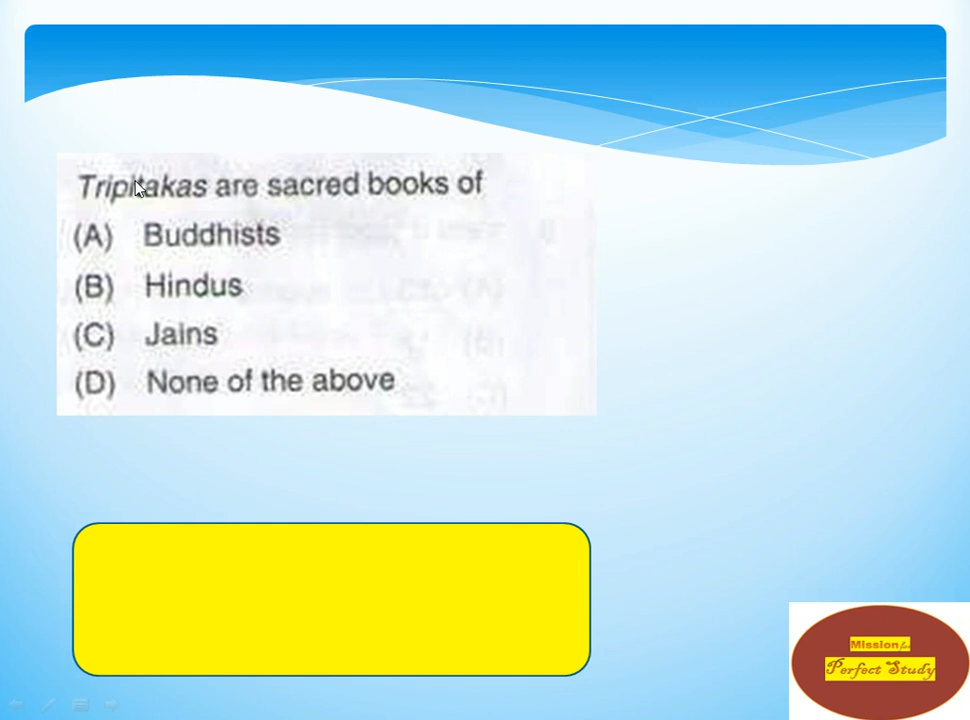 Tripitakas are sacred books of
(A) Buddhists
(B) Hindus
(C) Jains
(D) None of the above
Mission for
Perfect Study